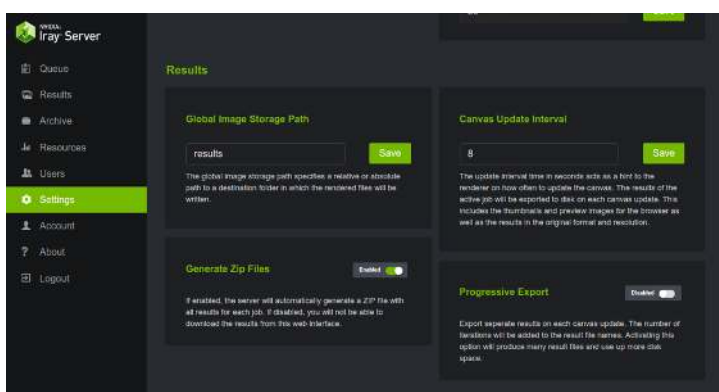 NVIDIA.
Iray Server
Queue
Results
Archive
Resources
Users
Settings
Account
About
Logout
Save
Results
Global Image Storage Path
results
Save
The global image storage path specifies a relative or absolute
path to a destination folder in which the rendered files will be
written.
Generate Zip Files
Enabled
If enabled, the server will automatically generate a ZIP file with
all results for each job. If disabled, you will not be able to
download the results from this web interface.
Canvas Update Interval
8
Save
The update interval time in seconds acts as a hint to the
renderer on how often to update the canvas. The results of the
active job will be exported to disk on each canvas update. This
includes the thumbnails and preview images for the browser as
well as the results in the original format and resolution.
Progressive Export
Disabled
Export seperate results on each canvas update. The number of
iterations will be added to the result file names. Activating this
option will produce many result files and use up more disk
space.